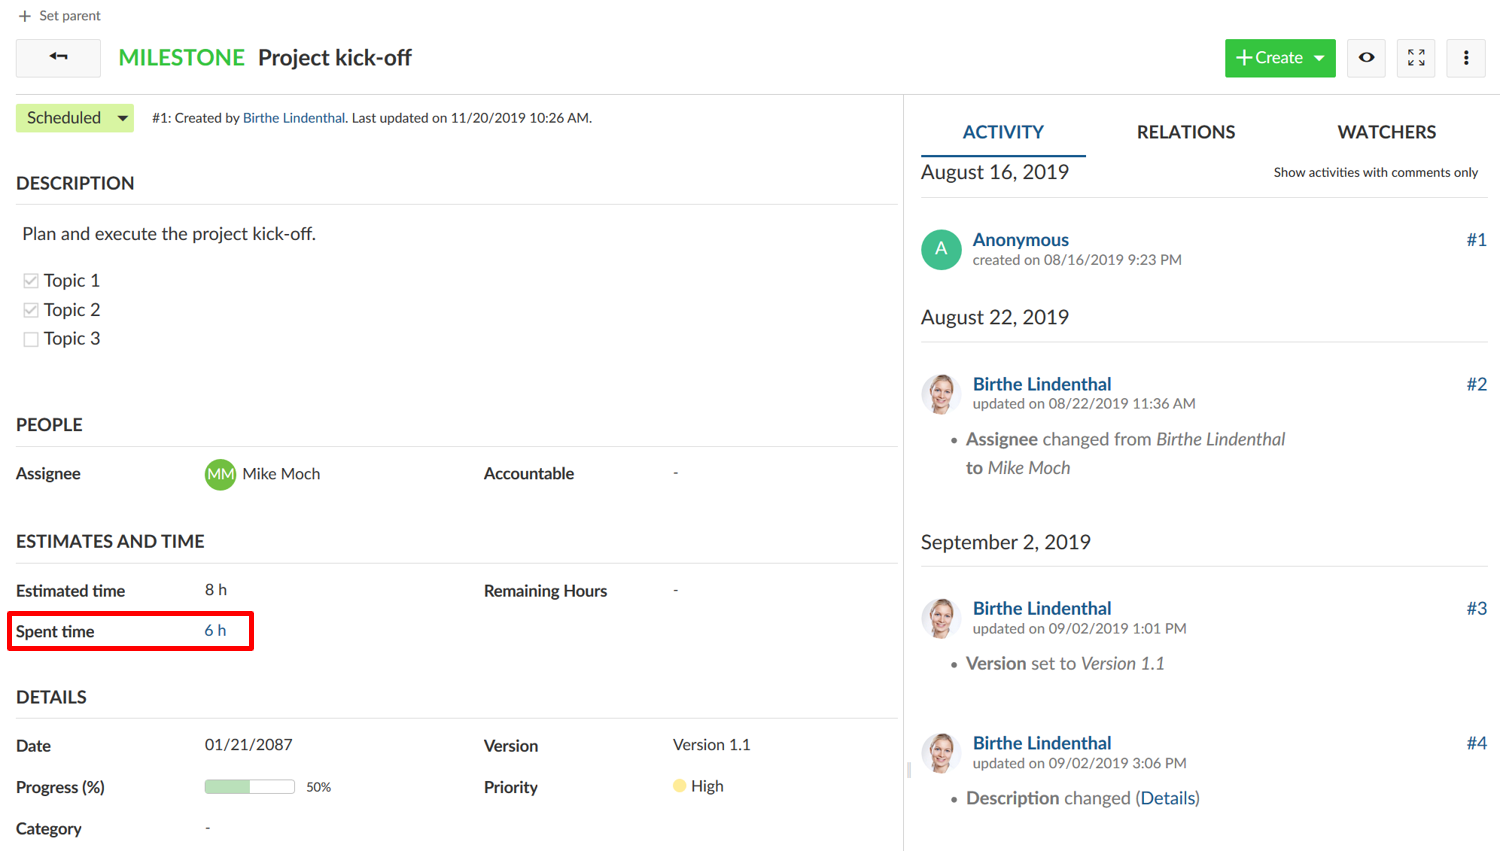 Set parent
MILESTONE Project kick-off
Create
Scheduled
#1: Created by Birthe Lindenthal. Last updated on 11/20/2019 10:26 AM.
DESCRIPTION
Plan and execute the project kick-off.
Topic 1
Topic 2
Topic 3
PEOPLE
Assignee MM Mike Moch Accountable -
ESTIMATES AND TIME
Estimated time 8 h Remaining Hours -
Spent time 6 h
DETAILS
Date 01/21/2087 Version Version 1.1
Progress (%) 50% Priority High
Category -
ACTIVITY RELATIONS WATCHERS
August 16, 2019 Show activities with comments only
A Anonymous #1
created on 08/16/2019 9:23 PM
August 22, 2019
Birthe Lindenthal #2
updated on 08/22/2019 11:36 AM
• Assignee changed from Birthe Lindenthal
to Mike Moch
September 2, 2019
Birthe Lindenthal #3
updated on 09/02/2019 1:01 PM
• Version set to Version 1.1
Birthe Lindenthal #4
updated on 09/02/2019 3:06 PM
• Description changed (Details)